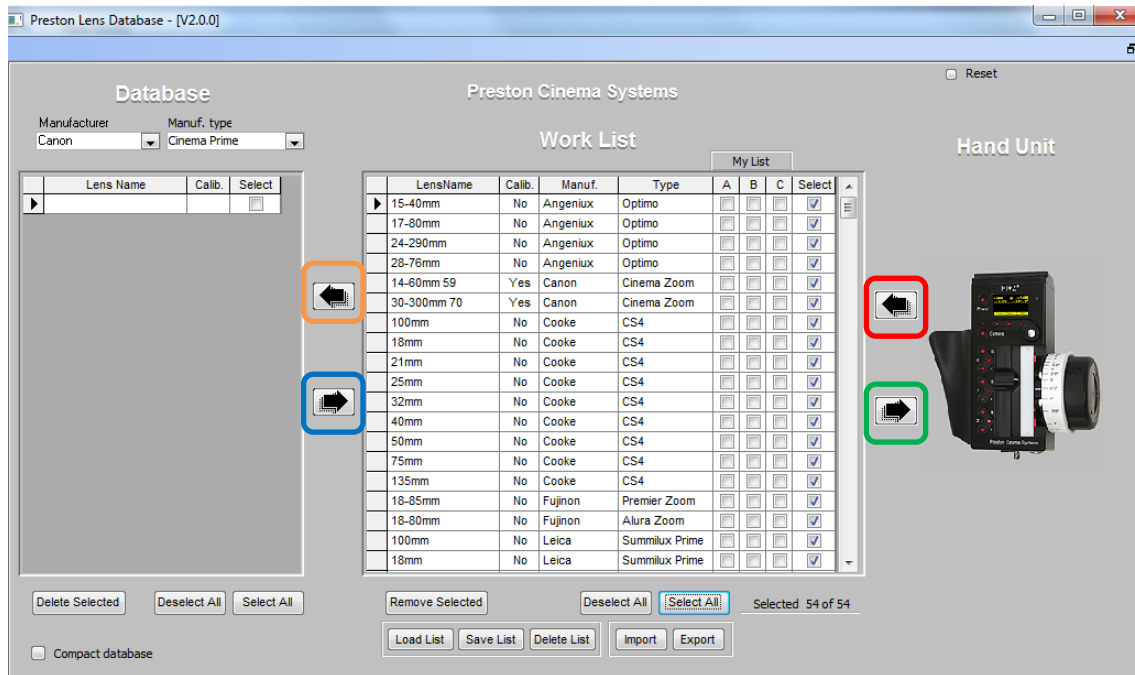 Preston Lens Database - [V2.0.0]
Reset
Database
Preston Cinema Systems
Manufacturer Manuf. type
Canon Cinema Prime
Work List
Hand Unit
My List
Lens Name Calib. Select
LensName Calib. Manuf. Type A B C Select
15-40mm No Angeniux Optimo
17-80mm No Angeniux Optimo
24-290mm No Angeniux Optimo
28-76mm No Angeniux Optimo
14-60mm 59 Yes Canon Cinema Zoom
30-300mm 70 Yes Canon Cinema Zoom
100mm No Cooke CS4
18mm No Cooke CS4
21mm No Cooke CS4
25mm No Cooke CS4
32mm No Cooke CS4
40mm No Cooke CS4
50mm No Cooke CS4
75mm No Cooke CS4
135mm No Cooke CS4
18-85mm No Fujinon Premier Zoom
18-80mm No Fujinon Alura Zoom
100mm No Leica Summilux Prime
18mm No Leica Summilux Prime
Camera
Preston Cinema Systems
Delete Selected Deselect All Select All
Remove Selected Deselect All Select All Selected 54 of 54
Load List Save List Delete List Import Export
Compact database